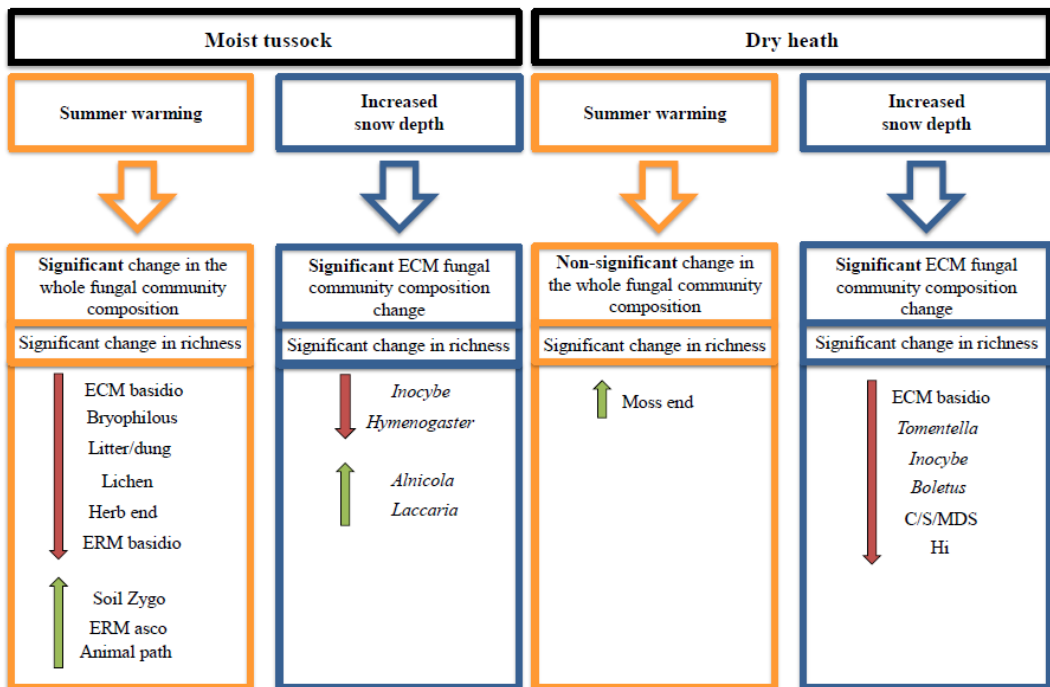 Moist tussock
Dry heath
Summer warming
Increased
snow depth
Summer warming
Increased
snow depth
Significant change in the
whole fungal community
composition
Significant change in richness
ECM basidio
Bryophilous
Litter/dung
Lichen
Herb end
ERM basidio
Soil Zygo
ERM asco
Animal path
Significant ECM fungal
community composition
change
Significant change in richness
Inocybe
Hymenogaster
Alnicola
Laccaria
Non-significant change in
the whole fungal community
composition
Significant change in richness
Moss end
Significant ECM fungal
community composition
change
Significant change in richness
ECM basidio
Tomentella
Inocybe
Boletus
C/S/MDS
Hi